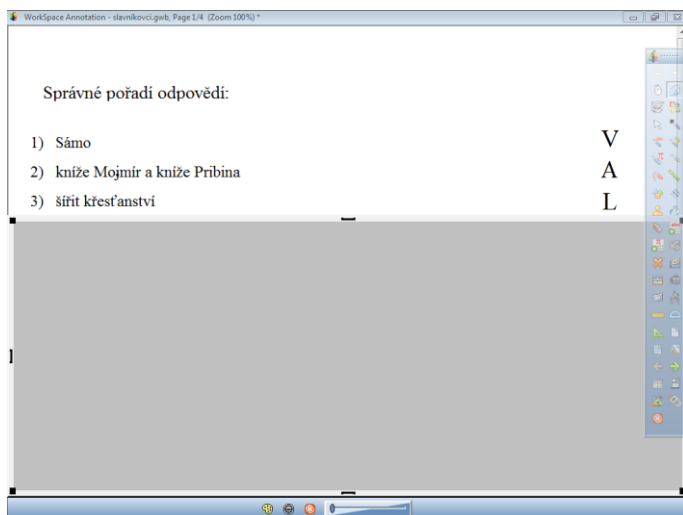 WorkSpace Annotation - slavnikovci.gwb, Page 1/4 (Zoom 100%) *
Správné pořadí odpovědí:
1) Sámo V
2) kníže Mojmír a kníže Pribina A
3) šířit křesťanství L